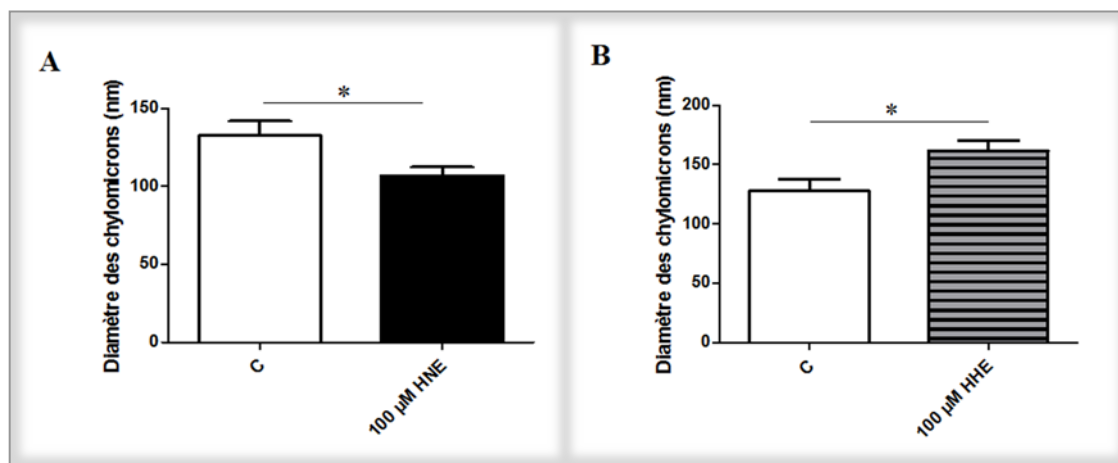 A
Diamètre des chylomicrons (nm)
150
100
50
0
*
C
100 µM HNE
B
Diamètre des chylomicrons (nm)
200
150
100
50
0
*
C
100 µM HHE